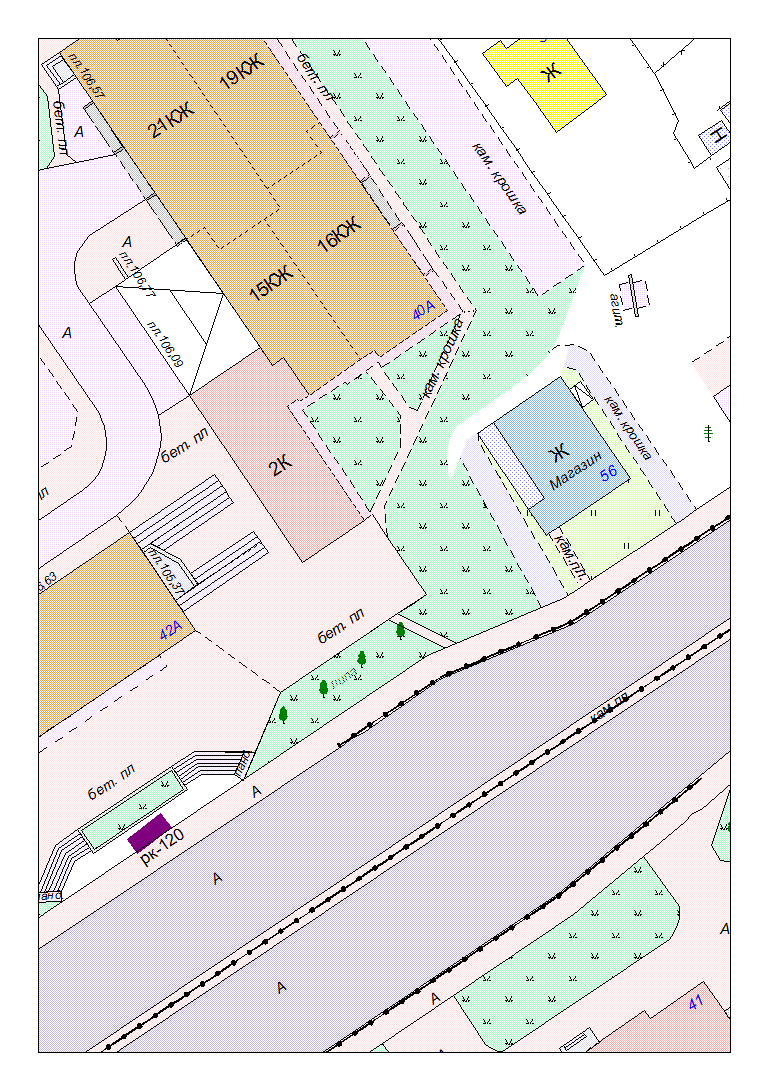 пл.106,57
19КЖ
бет. пл
Ж
21КЖ
бет. пл
А
Н
кам. крошка
16КЖ
А
пл.106,77
15КЖ
40А
агит.
А
пл.106,09
кам. крошка
кам. крошка
бет. пл
2К
Ж
Магазин
56
пл.105,37
кам.пл.
42А
бет. пл
липа
кам.пл
бет. пл
А
рк-120
А
А
А
А
41